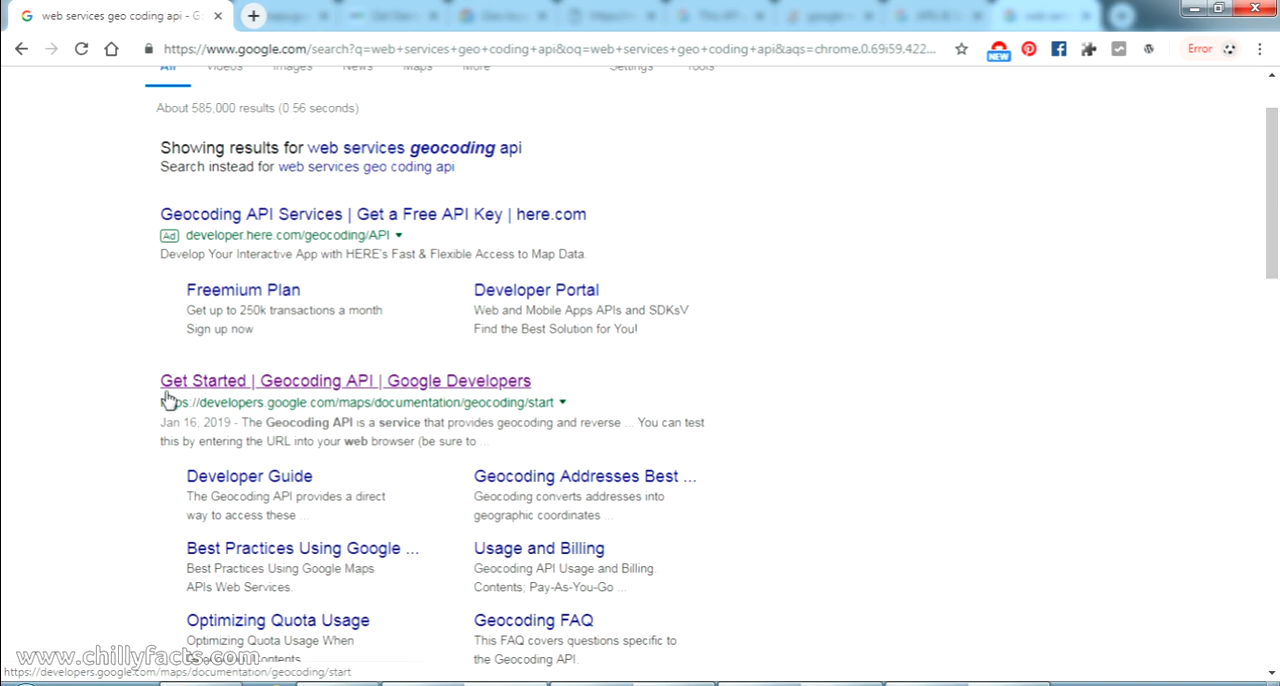 web services geo coding api - G
https://www.google.com/search?q=web+services+geo+coding+api&oq=web+services+geo+coding+api&aqs=chrome.0.69i59.422...
NEW
Error
All Videos Images News Maps More Settings Tools
About 585,000 results (0.56 seconds)
Showing results for web services geocoding api
Search instead for web services geo coding api
Geocoding API Services | Get a Free API Key | here.com
Ad developer.here.com/geocoding/API
Develop Your Interactive App with HERE's Fast & Flexible Access to Map Data.
Freemium Plan
Get up to 250k transactions a month
Sign up now
Developer Portal
Web and Mobile Apps APIs and SDKsV
Find the Best Solution for You!
Get Started | Geocoding API | Google Developers
https://developers.google.com/maps/documentation/geocoding/start
Jan 16, 2019 - The Geocoding API is a service that provides geocoding and reverse ... You can test
this by entering the URL into your web browser (be sure to ...
Developer Guide
The Geocoding API provides a direct
way to access these ...
Geocoding Addresses Best ...
Geocoding converts addresses into
geographic coordinates ...
Best Practices Using Google ...
Best Practices Using Google Maps
APIs Web Services.
Usage and Billing
Geocoding API Usage and Billing.
Contents; Pay-As-You-Go ...
Optimizing Quota Usage
Optimizing Quota Usage When
Geocoding FAQ
This FAQ covers questions specific to
the Geocoding API.
www.chillyfacts.com
https://developers.google.com/maps/documentation/geocoding/start